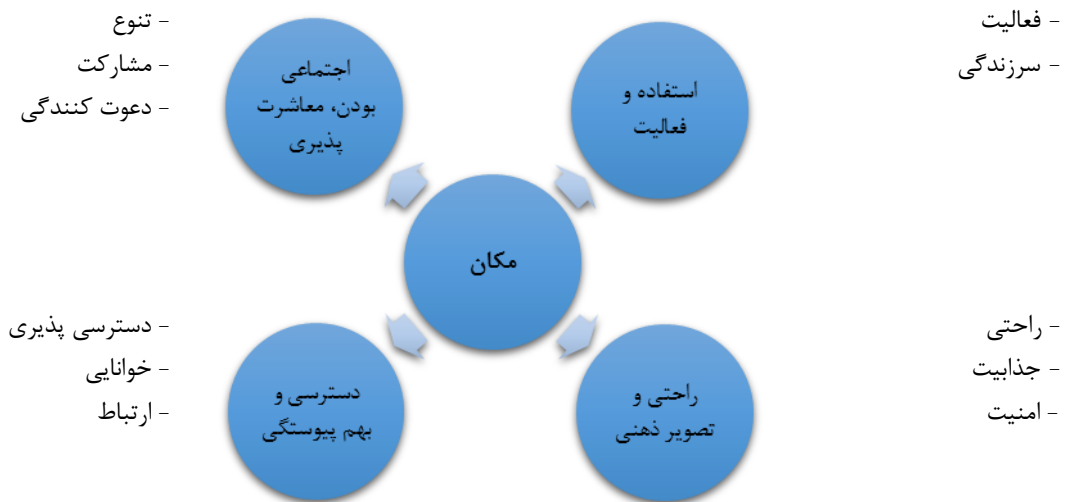 - فعالیت
- سرزندگی
استفاده و
فعالیت
اجتماعی
بودن، معاشرت
پذیری
- تنوع
- مشارکت
- دعوت کنندگی
مکان
- راحتی
- جذابیت
- امنیت
راحتی و
تصویر ذهنی
دسترسی و
بهم پیوستگی
- دسترسی پذیری
- خوانایی
- ارتباط